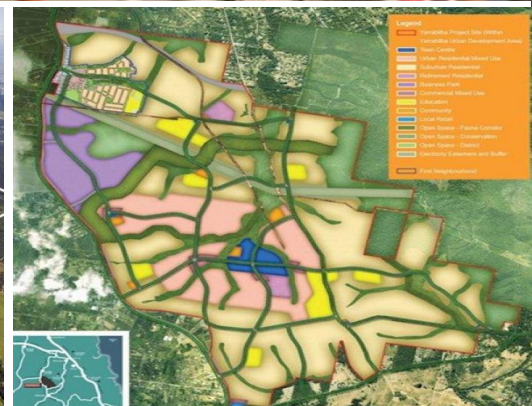 Legend
Yarrabilba Project Site (Within
Yarrabilba Urban Development Area)
Town Centre
Urban Residential Mixed Use
Suburban Residential
Retirement Residential
Business Park
Commercial Mixed Use
Education
Community
Local Retail
Open Space - Fauna Corridor
Open Space - Conservation
Open Space - District
Electricity Easement and Buffer
First Neighbourhood